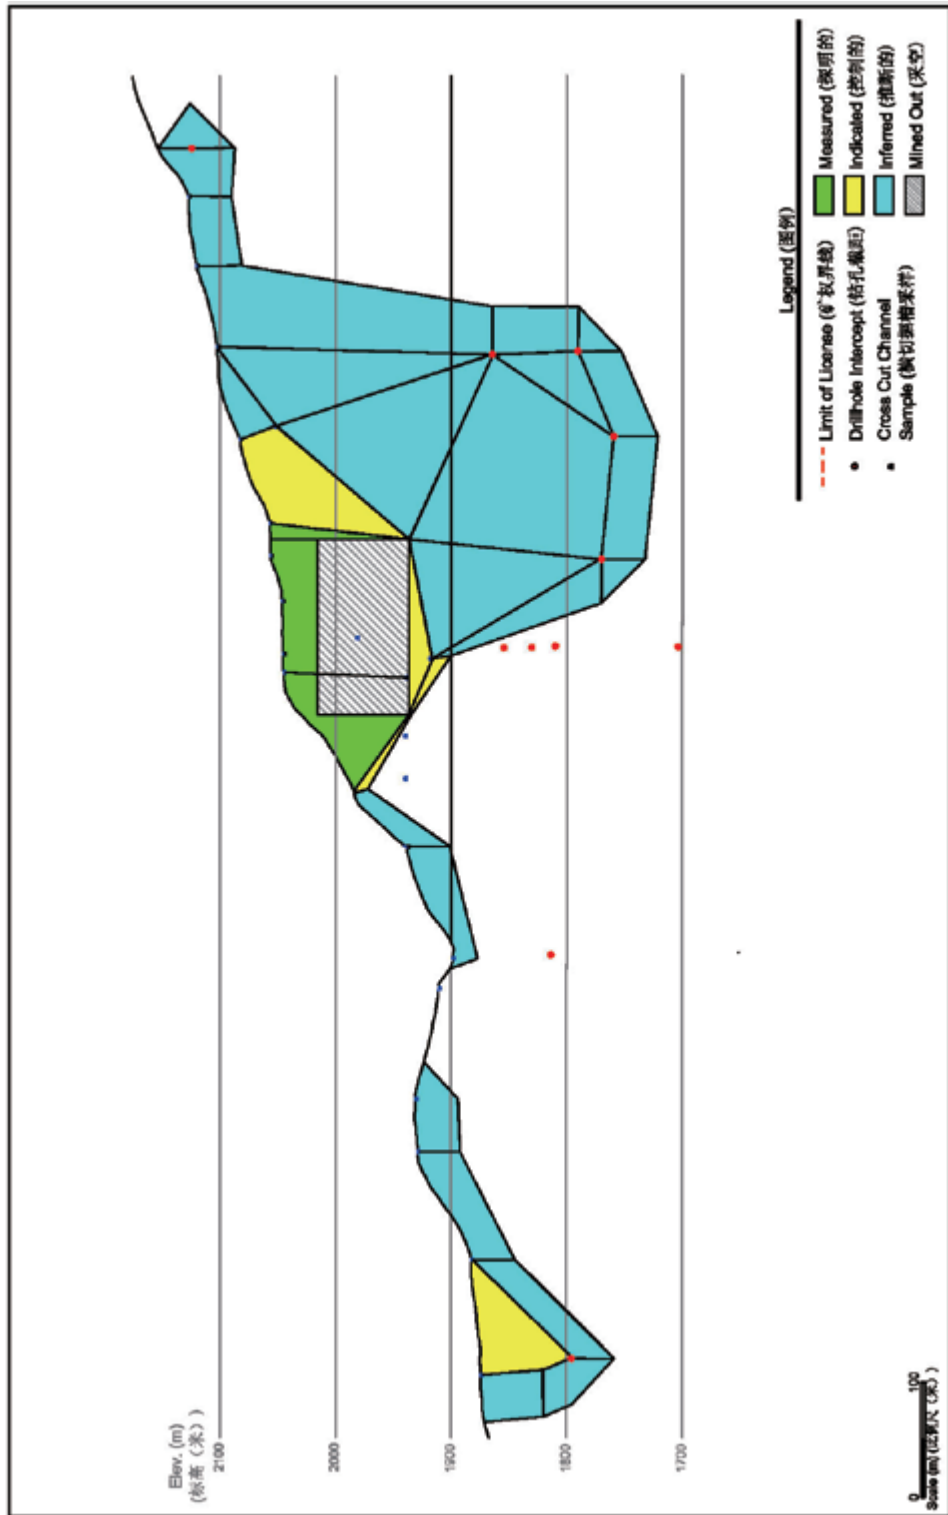 Elev. (m)
(标高（米）)
2100
2000
1900
1800
1700
Legend (图例)
Limit of License (矿权界线)
Drillhole Intercept (钻孔截距)
Cross Cut Channel
Sample (横切刻槽采样)
Measured (探明的)
Indicated (控制的)
Inferred (推断的)
Mined Out (采空)
0
100
Scale (m) (比例尺（米）)